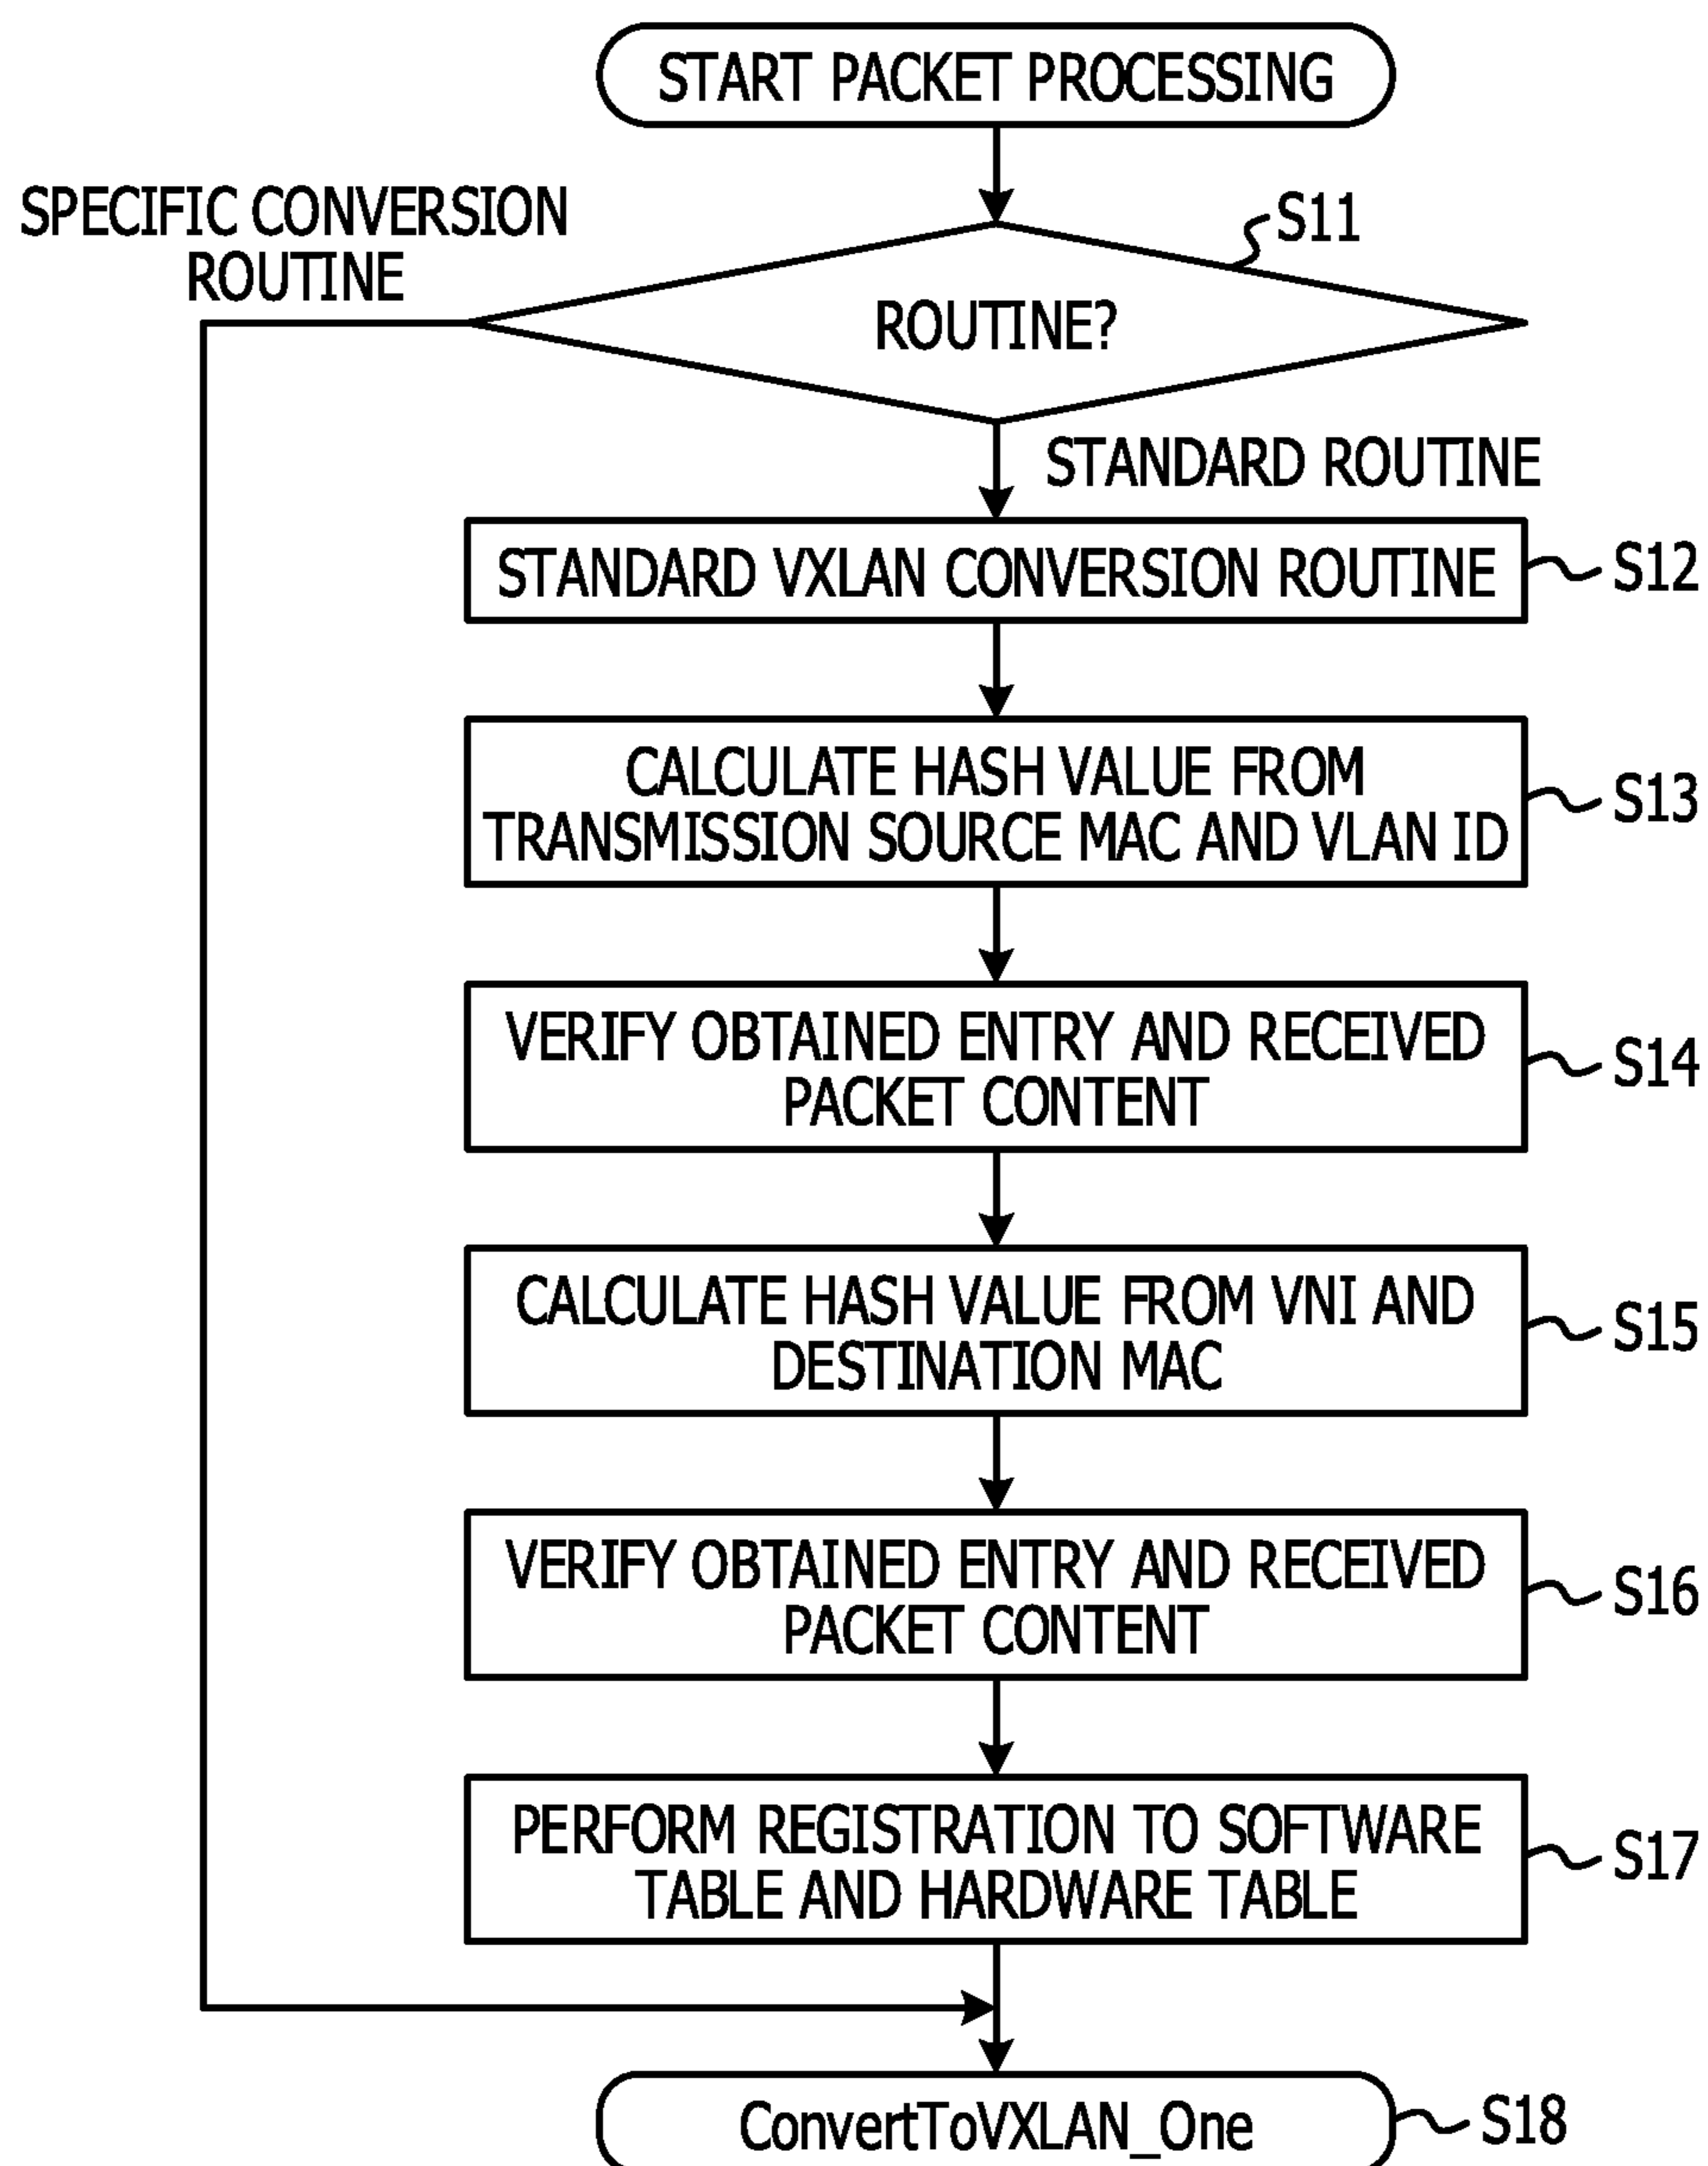 START PACKET PROCESSING
SPECIFIC CONVERSION
ROUTINE
S11
ROUTINE?
STANDARD ROUTINE
STANDARD VXLAN CONVERSION ROUTINE
S12
CALCULATE HASH VALUE FROM
TRANSMISSION SOURCE MAC AND VLAN ID
S13
VERIFY OBTAINED ENTRY AND RECEIVED
PACKET CONTENT
S14
CALCULATE HASH VALUE FROM VNI AND
DESTINATION MAC
S15
VERIFY OBTAINED ENTRY AND RECEIVED
PACKET CONTENT
S16
PERFORM REGISTRATION TO SOFTWARE
TABLE AND HARDWARE TABLE
S17
ConvertToVXLAN_One
S18